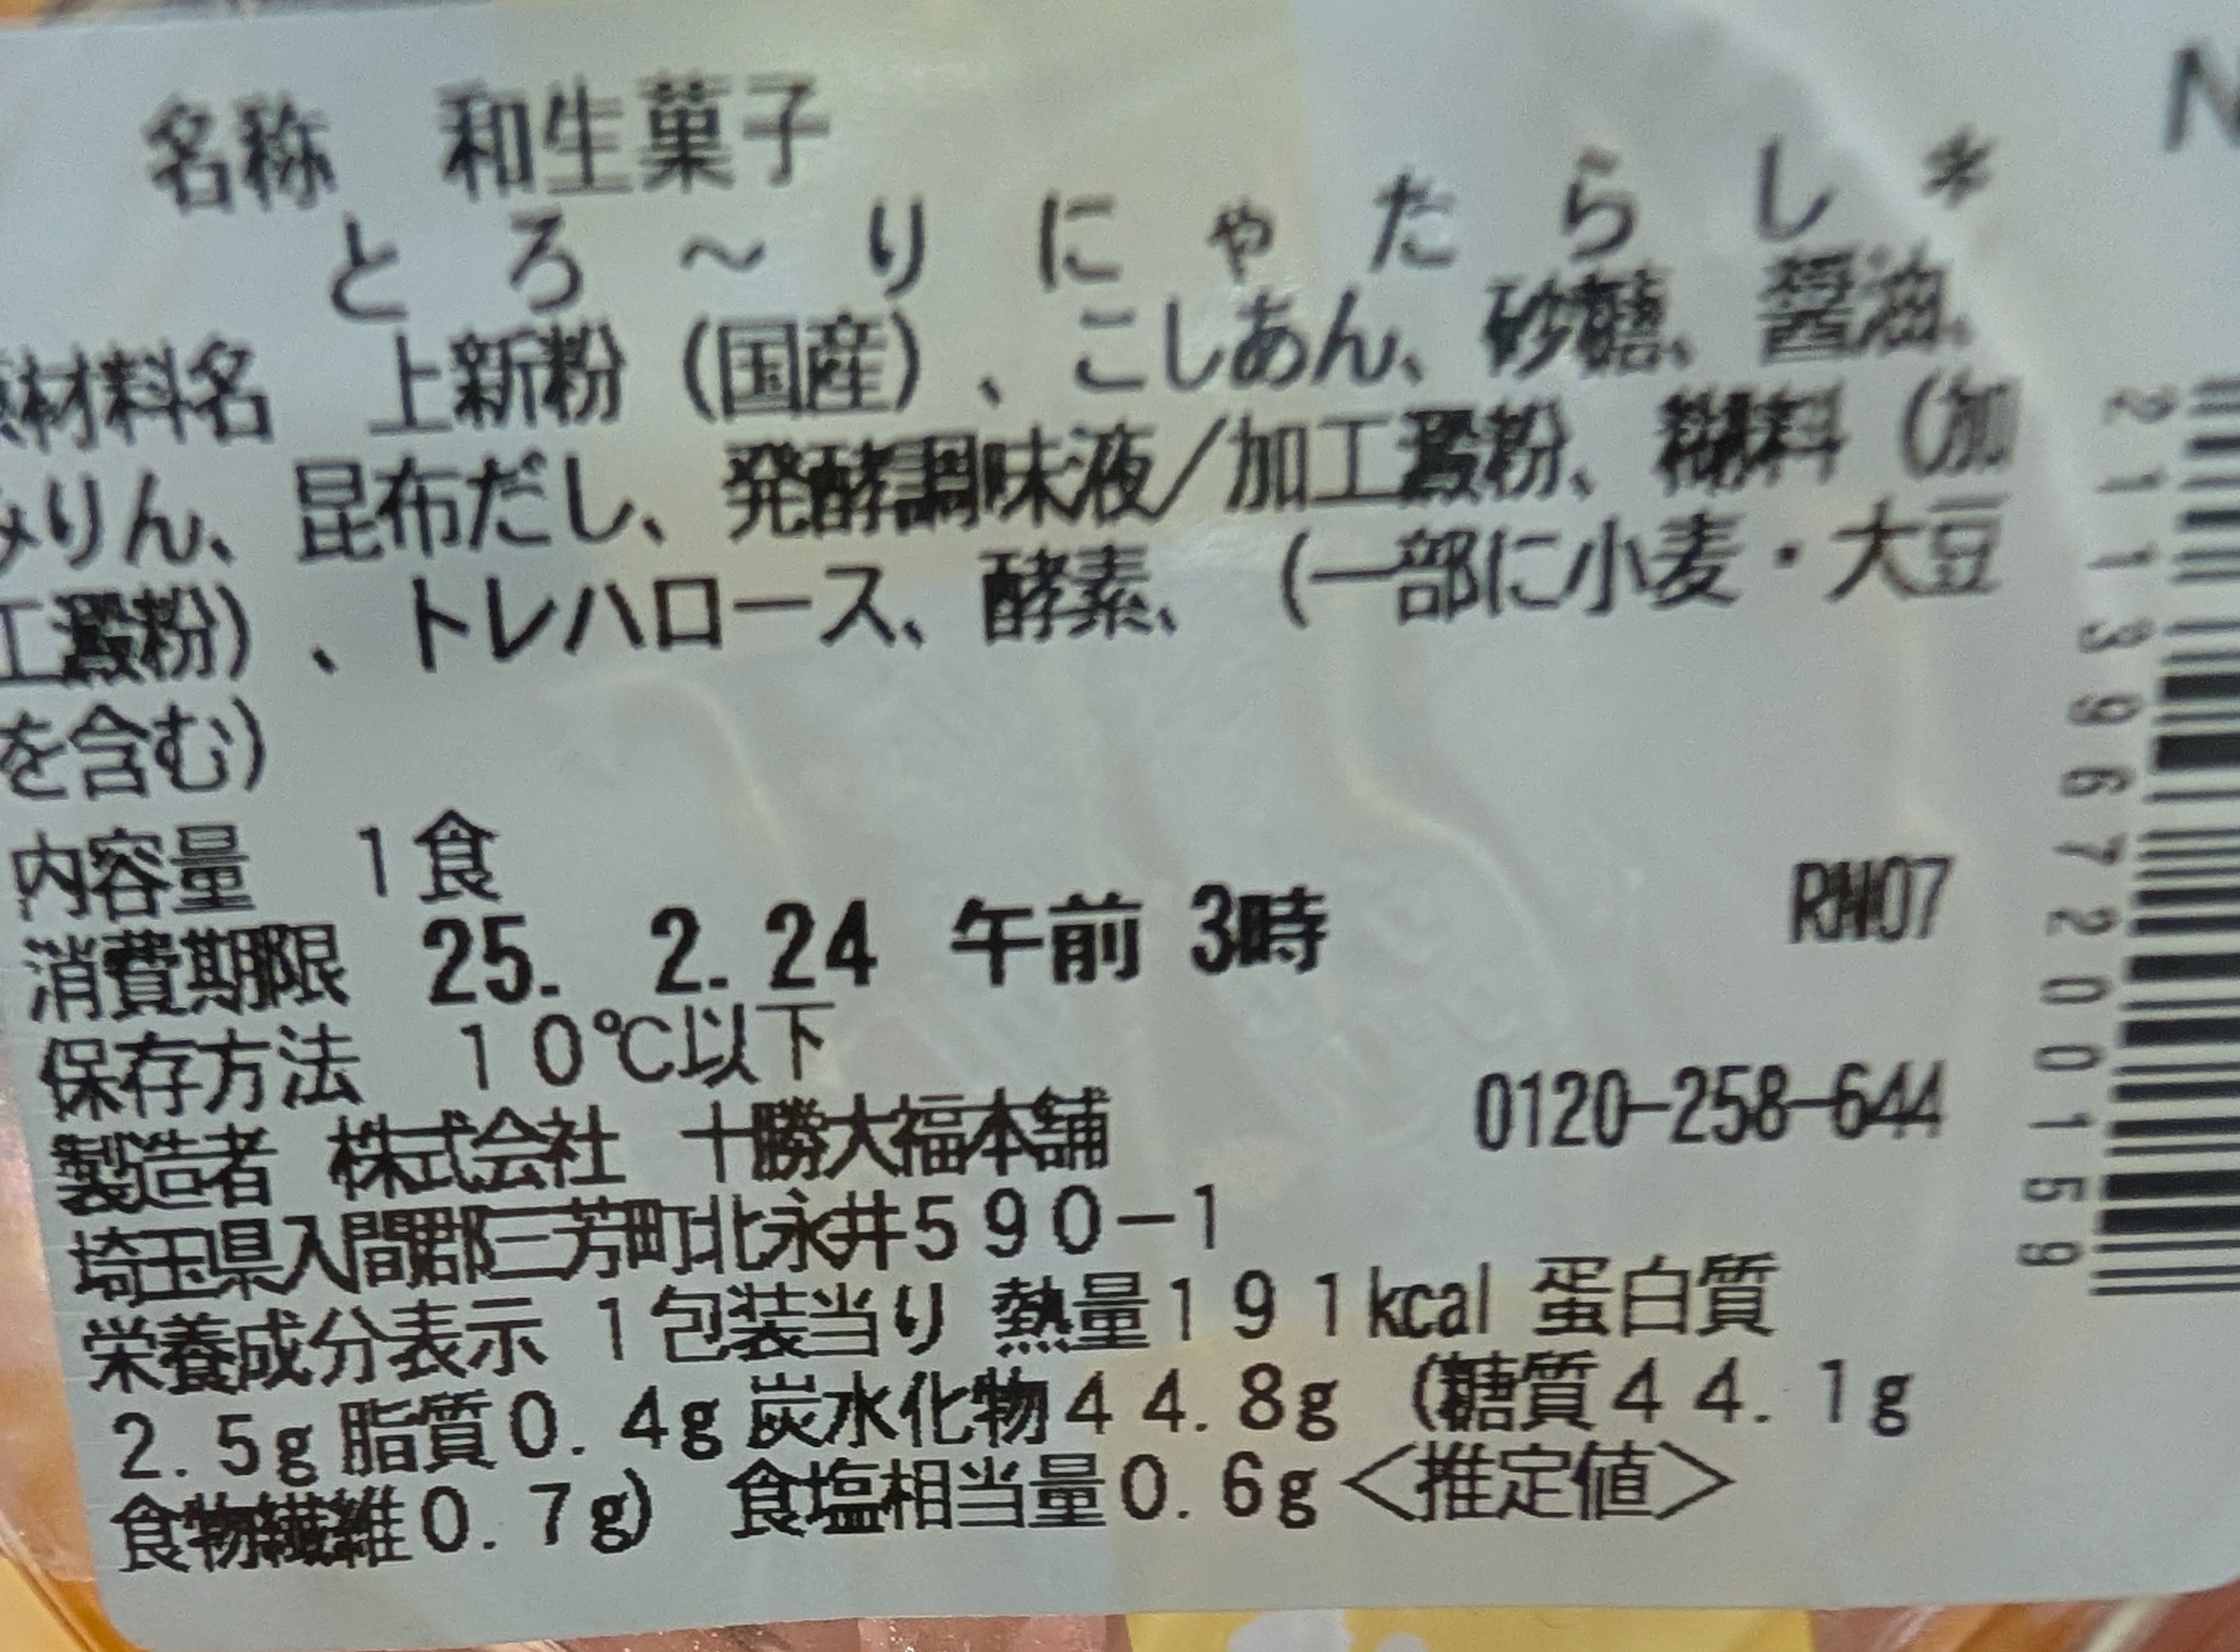 名称 和生菓子
とろ～りにゃたらし*
原材料名 上新粉（国産）、こしあん、砂糖、醤油、
みりん、昆布だし、発酵調味液／加工澱粉、糊料（加
工澱粉）、トレハロース、酵素、（一部に小麦・大豆
を含む）
内容量 1食
消費期限 25. 2.24 午前 3時 RN07
保存方法 10℃以下
製造者 株式会社 十勝大福本舗 0120-258-644
埼玉県入間郡三芳町北永井590-1
栄養成分表示 1包装当り 熱量191kcal 蛋白質
2.5g 脂質0.4g 炭水化物44.8g (糖質44.1g
食物繊維0.7g) 食塩相当量0.6g＜推定値＞
N
2113967200159